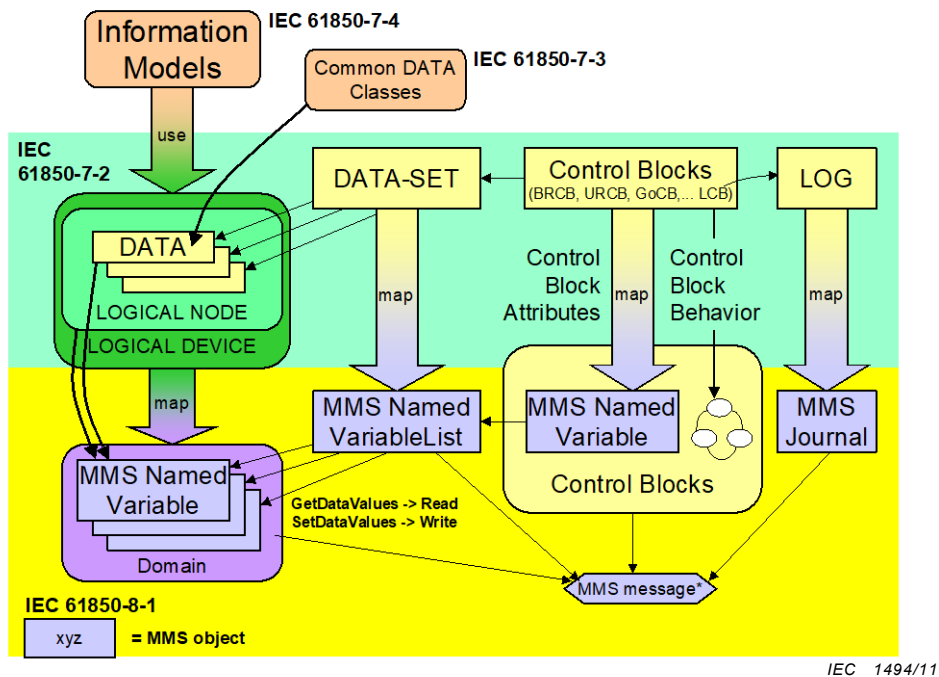 Information
Models
IEC 61850-7-4
Common DATA
Classes
IEC 61850-7-3
use
IEC
61850-7-2
DATA-SET
Control Blocks
(BRCB, URCB, GoCB,... LCB)
LOG
DATA
LOGICAL NODE
LOGICAL DEVICE
map
Control
Block
Attributes
map
Control
Block
Behavior
map
map
MMS Named
VariableList
MMS Named
Variable
MMS
Journal
Control Blocks
MMS Named
Variable
Domain
GetDataValues -> Read
SetDataValues -> Write
MMS message*
IEC 61850-8-1
xyz
= MMS object
IEC 1494/11